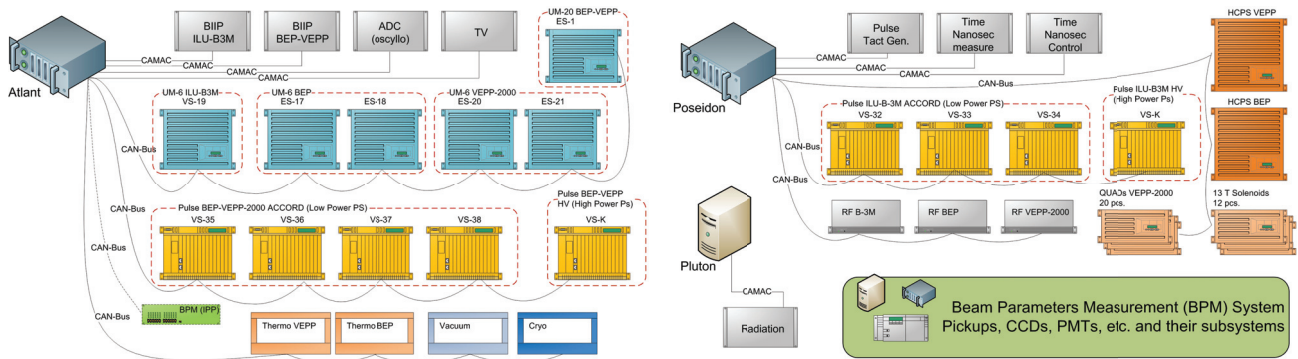 BIIP
ILU-B3M
BIIP
BEP-VEPP
ADC
(oscyllo)
TV
UM-20 BEP-VEPP
ES-1
CAMAC
CAMAC
CAMAC
CAMAC
Atlant
UM-6 ILU-B3M
VS-19
UM-6 BEP
ES-17
ES-18
UM-6 VEPP-2000
ES-20
ES-21
CAN-Bus
Pulse BEP-VEPP
HV (High Power Ps)
VS-K
CAN-Bus
Pulse BEP-VEPP-2000 ACCORD (Low Power PS)
VS-35
VS-36
VS-37
VS-38
CAN-Bus
BPM (IPP)
CAN-Bus
Thermo VEPP
Thermo BEP
Vacuum
Cryo
Pulse
Tact Gen.
Time
Nanosec
measure
Time
Nanosec
Control
HCPS VEPP
CAMAC
CAMAC
CAMAC
CAN-Bus
Poseidon
Pulse ILU-B-3M ACCORD (Low Power PS)
VS-32
VS-33
VS-34
Pulse ILU-B3M HV
(High Power Ps)
VS-K
HCPS BEP
CAN-Bus
CAN-Bus
RF B-3M
RF BEP
RF VEPP-2000
QUADs VEPP-2000
20 pcs.
13 T Solenoids
12 pcs.
Pluton
CAMAC
Radiation
Beam Parameters Measurement (BPM) System
Pickups, CCDs, PMTs, etc. and their subsystems